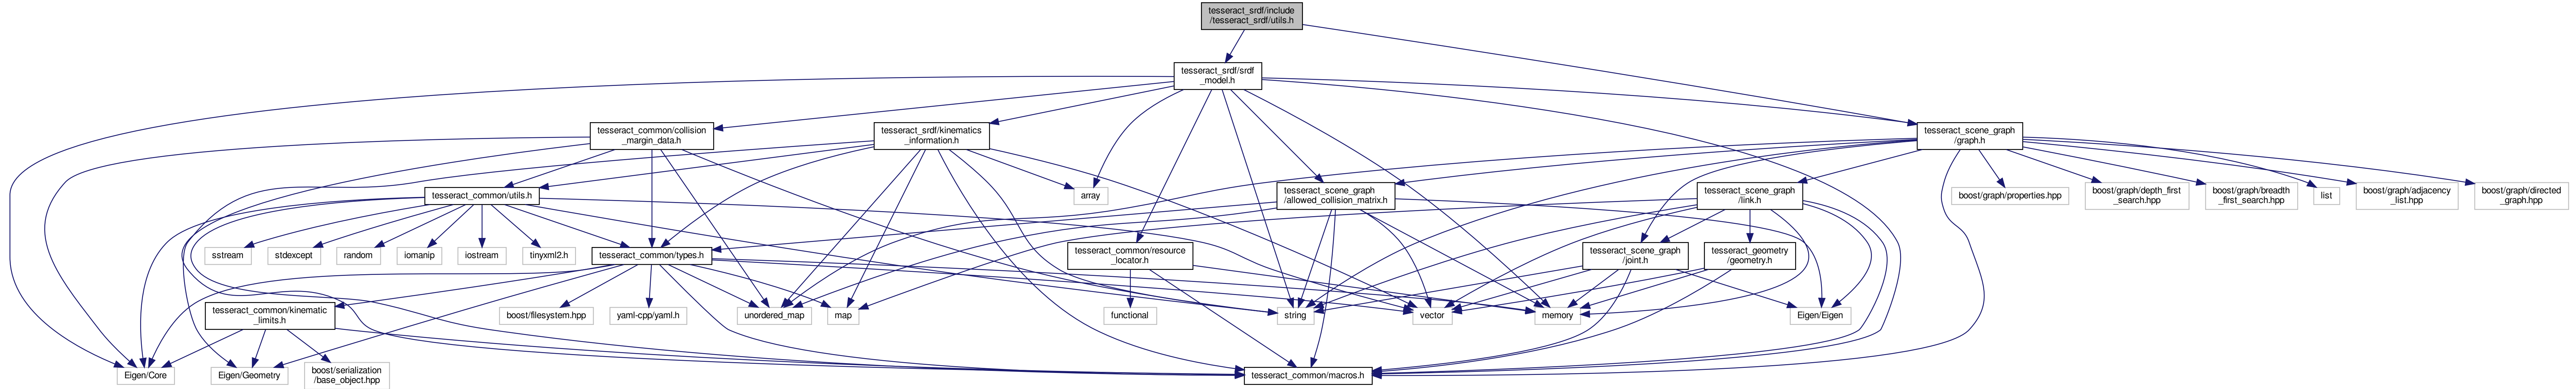 tesseract_srdf/include
/tesseract_srdf/utils.h
tesseract_srdf/srdf
_model.h
tesseract_common/collision
_margin_data.h
tesseract_srdf/kinematics
_information.h
tesseract_scene_graph
/graph.h
tesseract_common/utils.h
array
tesseract_scene_graph
/allowed_collision_matrix.h
tesseract_scene_graph
/link.h
boost/graph/properties.hpp
boost/graph/depth_first
_search.hpp
boost/graph/breadth
_first_search.hpp
list
boost/graph/adjacency
_list.hpp
boost/graph/directed
_graph.hpp
sstream
stdexcept
random
iomanip
iostream
tinyxml2.h
tesseract_common/types.h
tesseract_common/resource
_locator.h
tesseract_scene_graph
/joint.h
tesseract_geometry
/geometry.h
tesseract_common/kinematic
_limits.h
boost/filesystem.hpp
yaml-cpp/yaml.h
unordered_map
map
functional
string
vector
memory
Eigen/Eigen
Eigen/Core
Eigen/Geometry
boost/serialization
/base_object.hpp
tesseract_common/macros.h